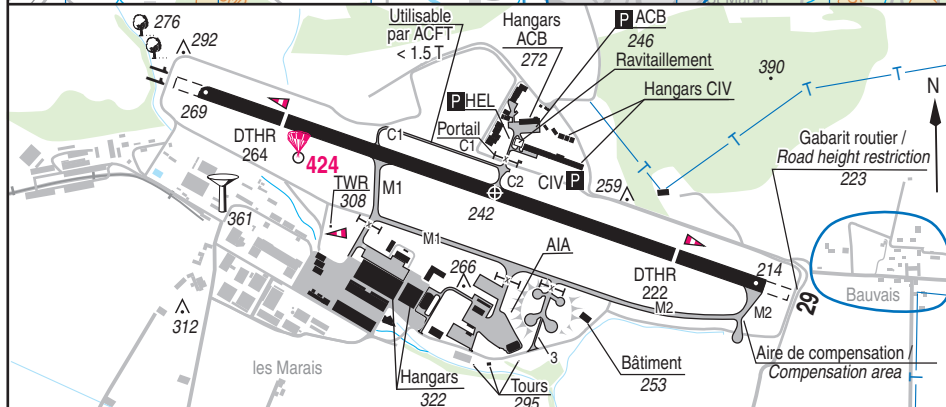 276
292
Utilisable
par ACFT
< 1.5 T
Hangars
ACB
272
P ACB
246
Ravitaillement
Hangars CIV
390
N
269
DTHR
264
424
P HEL
Portail
C1
C1
C2
CIV P
259
Gabarit routier /
Road height restriction
223
TWR
308
M1
361
M1
242
266
AIA
DTHR
222
214
M2
M2
29
Bauvais
312
les Marais
Hangars
322
Tours
295
3
Bâtiment
253
Aire de compensation /
Compensation area